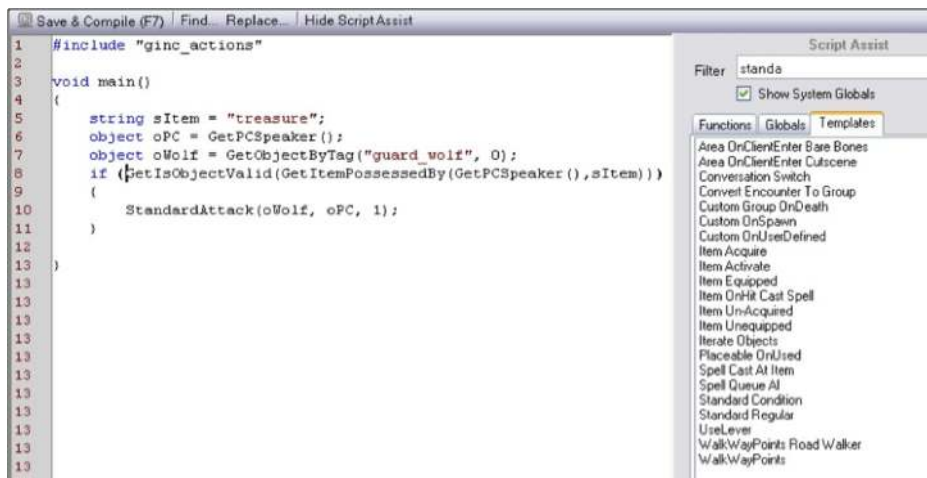 Save & Compile (F7) Find... Replace... Hide Script Assist
1 #include "ginc_actions"
2
3 void main()
4 {
5 string sItem = "treasure";
6 object oPC = GetPCSpeaker();
7 object oWolf = GetObjectByTag("guard_wolf", 0);
8 if (GetIsObjectValid(GetItemPossessedBy(GetPCSpeaker(),sItem)))
9 {
10 StandardAttack(oWolf, oPC, 1);
11 }
12
13 }
13
13
13
13
13
13
13
13
13
13
13
Script Assist
Filter standa
Show System Globals
Functions Globals Templates
Area OnClientEnter Bare Bones
Area OnClientEnter Cutscene
Conversation Switch
Convert Encounter To Group
Custom Group OnDeath
Custom OnSpawn
Custom OnUserDefined
Item Acquire
Item Activate
Item Equipped
Item OnHit Cast Spell
Item Un-Acquired
Item Unequipped
Iterate Objects
Placeable OnUsed
Spell Cast At Item
Spell Queue AI
Standard Condition
Standard Regular
UseLever
WalkWayPoints Road Walker
WalkWayPoints